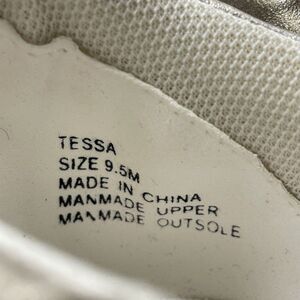 TESSA
SIZE 9.5M
MADE IN CHINA
MANMADE UPPER
MANMADE OUTSOLE